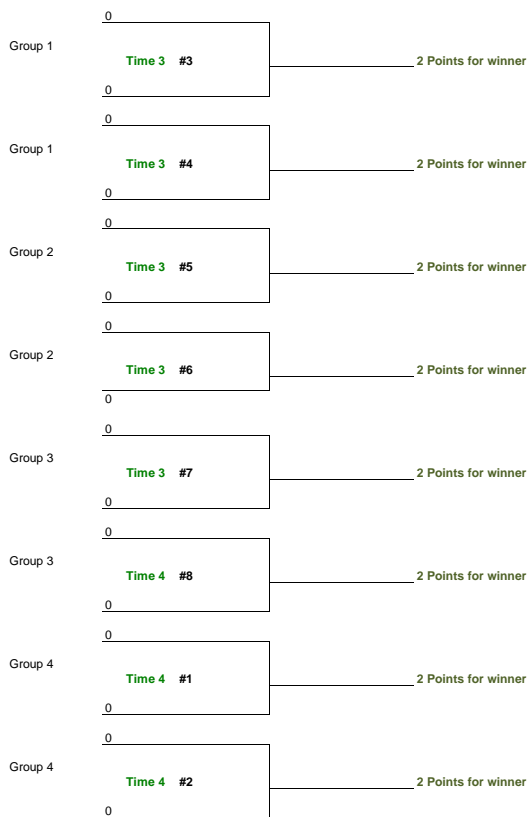 0
Group 1
Time 3 #3 2 Points for winner
0
0
Group 1
Time 3 #4 2 Points for winner
0
0
Group 2
Time 3 #5 2 Points for winner
0
0
Group 2
Time 3 #6 2 Points for winner
0
0
Group 3
Time 3 #7 2 Points for winner
0
0
Group 3
Time 4 #8 2 Points for winner
0
0
Group 4
Time 4 #1 2 Points for winner
0
0
Group 4
Time 4 #2 2 Points for winner
0